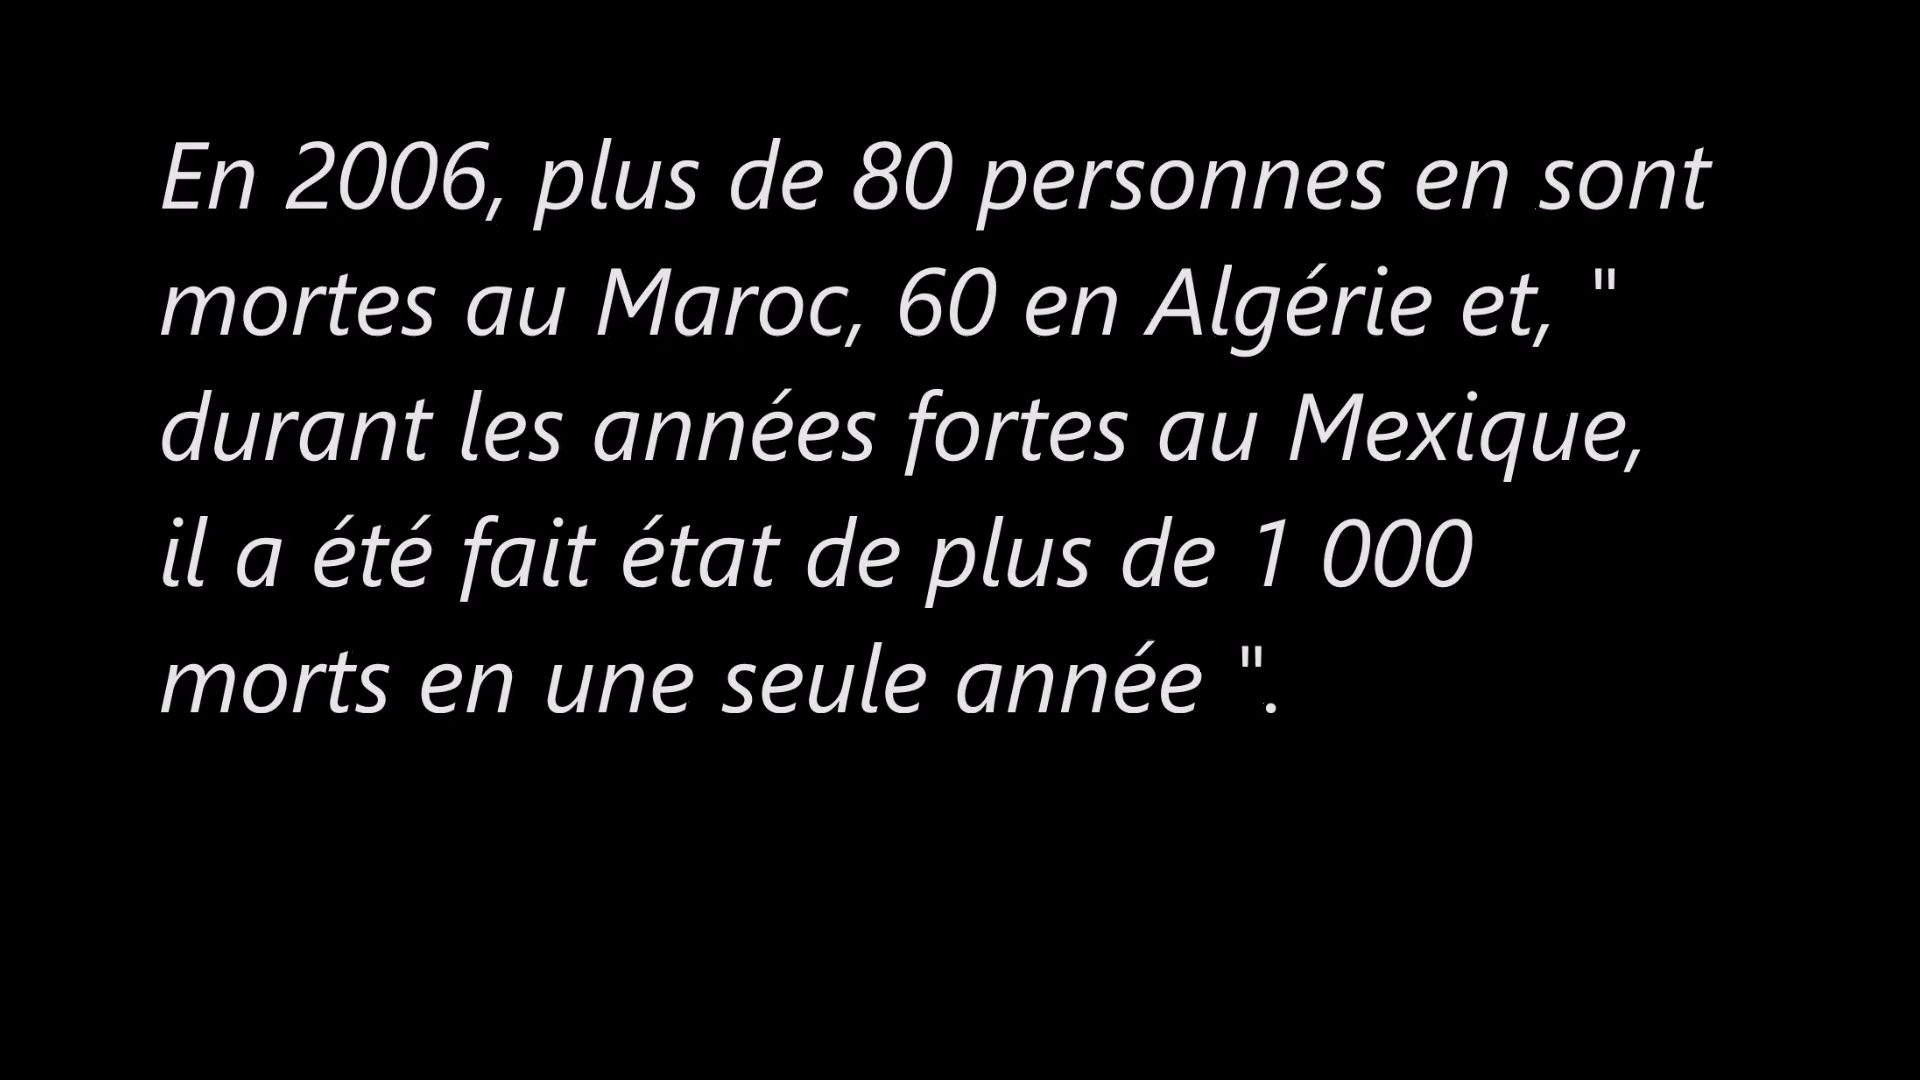 En 2006, plus de 80 personnes en sont
mortes au Maroc, 60 en Algérie et, "
durant les années fortes au Mexique,
il a été fait état de plus de 1 000
morts en une seule année ".